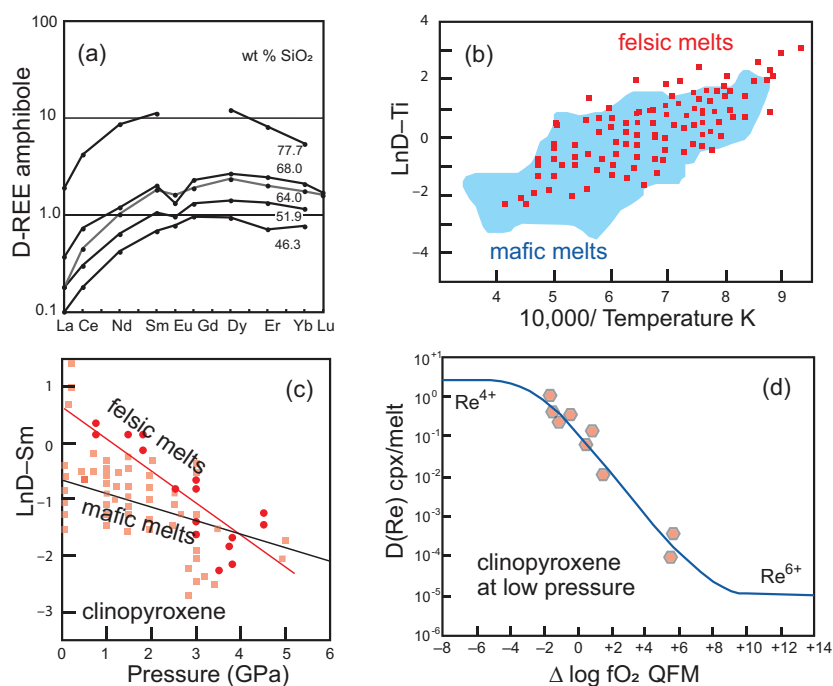 (a)
wt % SiO₂
D-REE amphibole
10
1.0
0.1
77.7
68.0
64.0
51.9
46.3
La Ce Nd Sm Eu Gd Dy Er Yb Lu
(b)
felsic melts
mafic melts
LnD–Ti
4
2
0
–2
–4
4 5 6 7 8 9
10,000/ Temperature K
(c)
felsic melts
mafic melts
clinopyroxene
LnD–Sm
1
0
–1
–2
–3
0 1 2 3 4 5 6
Pressure (GPa)
(d)
Re⁴⁺
Re⁶⁺
clinopyroxene
at low pressure
D(Re) cpx/melt
10⁺¹
10⁰
10⁻¹
10⁻²
10⁻³
10⁻⁴
10⁻⁵
10⁻⁶
–8 –6 –4 –2 0 +2 +4 +6 +8 +10 +12 +14
Δ log fO₂ QFM